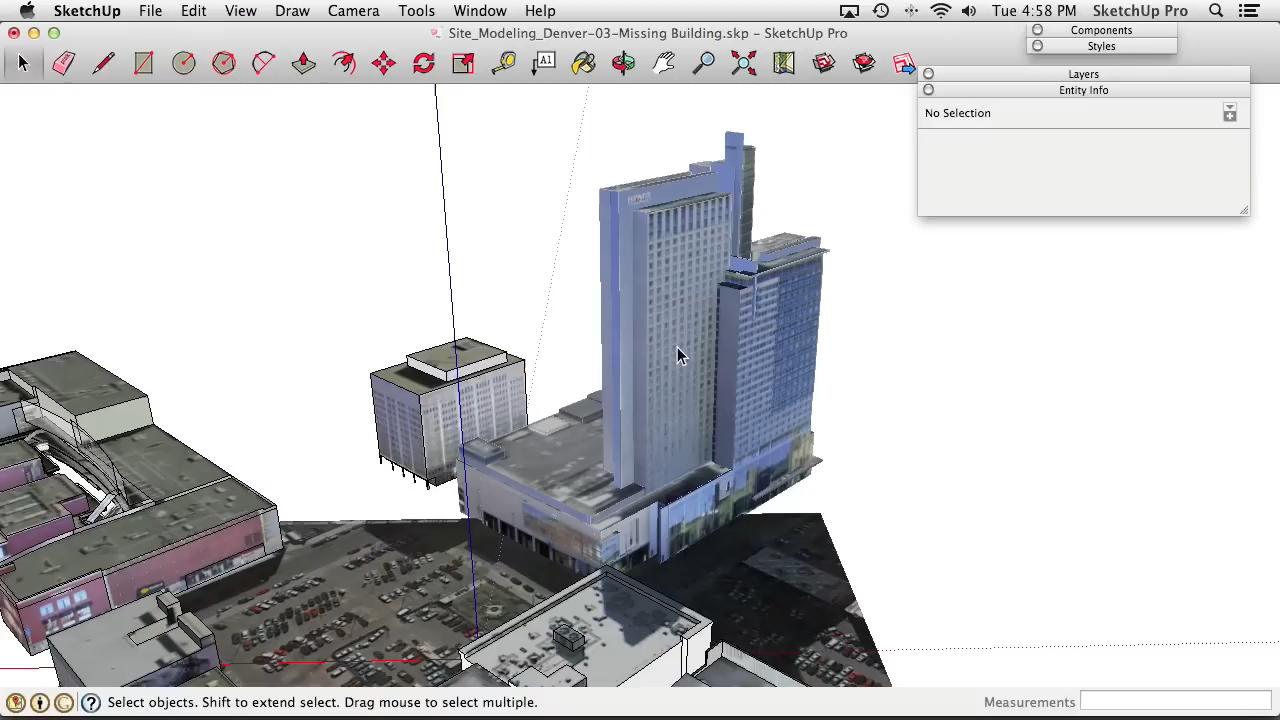 SketchUp File Edit View Draw Camera Tools Window Help Tue 4:58 PM SketchUp Pro
Site_Modeling_Denver-03-Missing Building.skp - SketchUp Pro
Components
Styles
A1
Layers
Entity Info
No Selection
Select objects. Shift to extend select. Drag mouse to select multiple.
Measurements